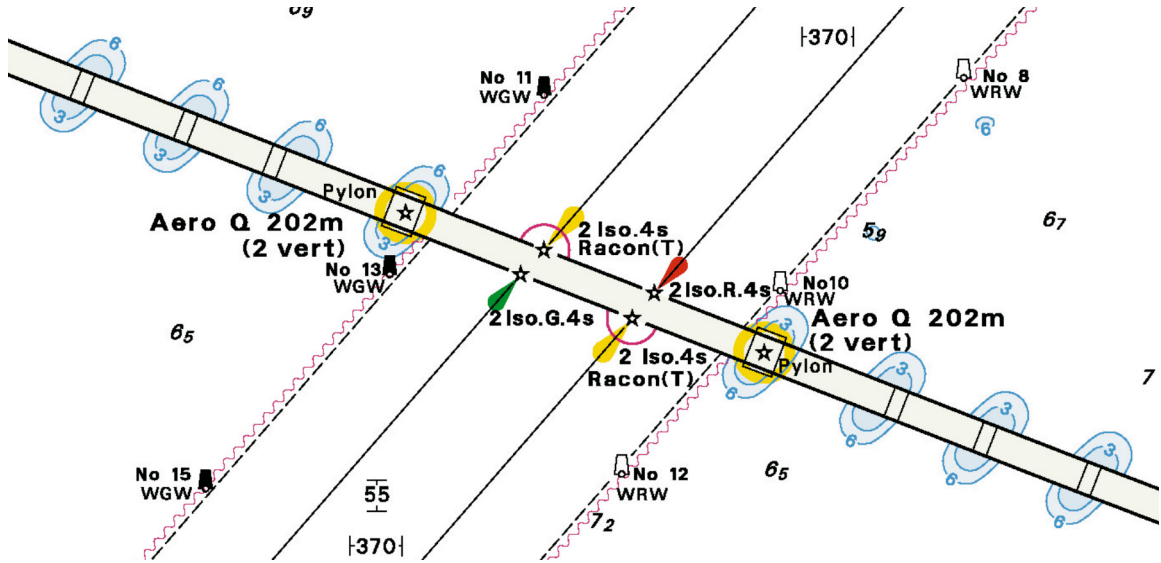 6₉
370
No 11
WGW
No 8
WRW
6
6
6
6
6
3
3
3
3
Pylon
Aero Q 202m
(2 vert)
2 Iso.4s
Racon(T)
5₉
6₇
No 13
WGW
2 Iso.R.4s
No10
WRW
2 Iso.G.4s
6₅
Aero Q 202m
(2 vert)
2 Iso.4s
Racon(T)
Pylon
3
3
3
6
6
6
6
7
No 15
WGW
55
No 12
WRW
6₅
7₂
370